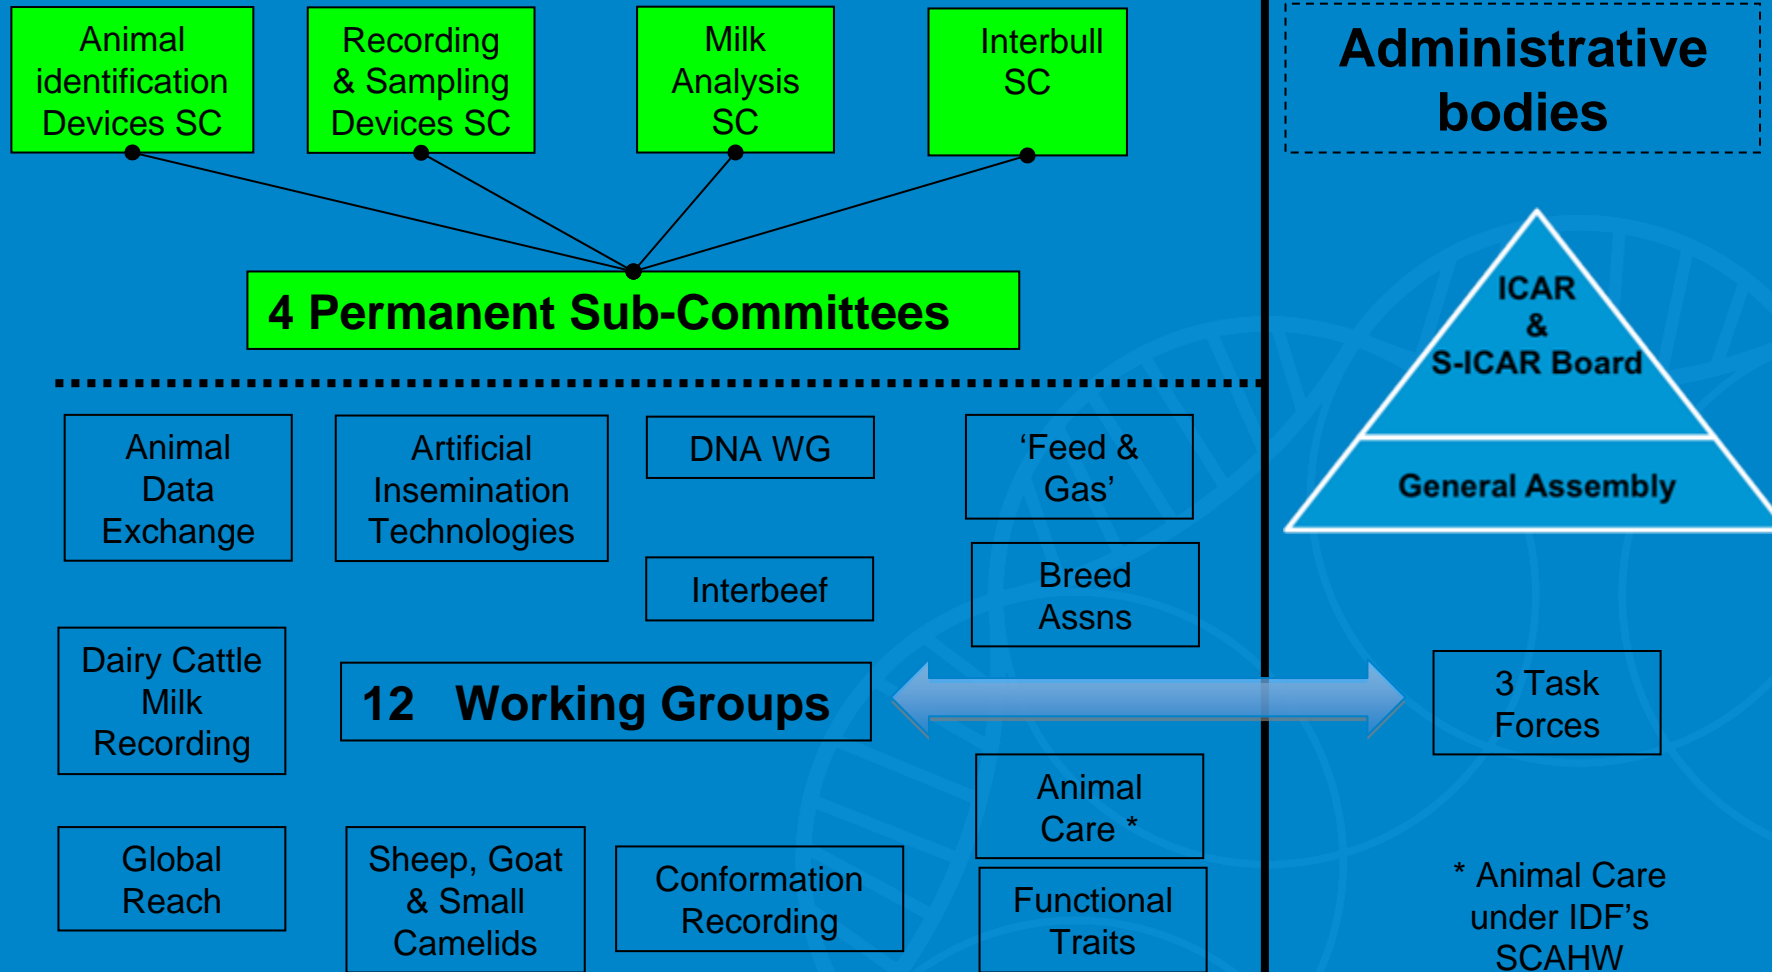 Animal
identification
Devices SC
Recording
& Sampling
Devices SC
Milk
Analysis
SC
Interbull
SC
4 Permanent Sub-Committees
Animal
Data
Exchange
Artificial
Insemination
Technologies
DNA WG
‘Feed &
Gas’
Interbeef
Breed
Assns
Dairy Cattle
Milk
Recording
12 Working Groups
Animal
Care *
Global
Reach
Sheep, Goat
& Small
Camelids
Conformation
Recording
Functional
Traits
Administrative
bodies
ICAR
&
S-ICAR Board
General Assembly
3 Task
Forces
* Animal Care
under IDF’s
SCAHW